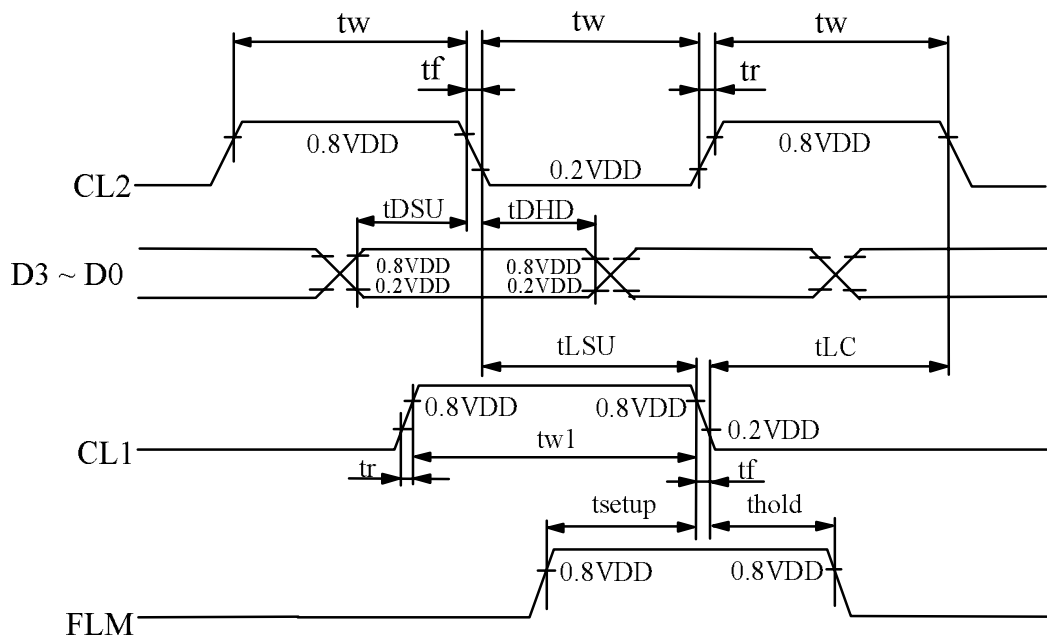 tw tw tw
tf tr
0.8VDD 0.2VDD 0.8VDD
CL2
tDSU tDHD
D3 ~ D0
0.8VDD 0.8VDD
0.2VDD 0.2VDD
tLSU tLC
0.8VDD 0.8VDD
0.2VDD
CL1
tw1
tr tf
tsetup thold
0.8VDD 0.8VDD
FLM